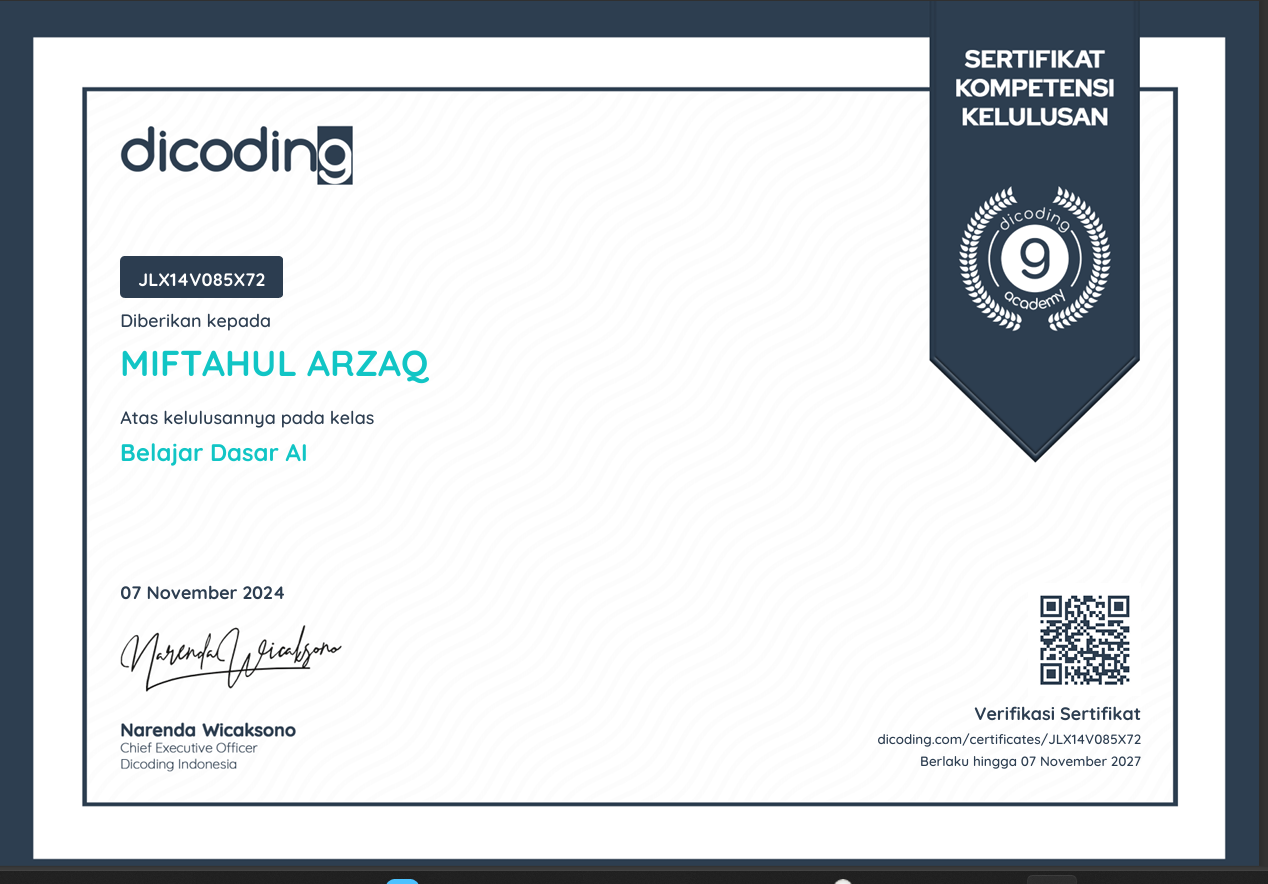 SERTIFIKAT
KOMPETENSI
KELULUSAN
dicoding
dicoding
9
academy
JLX14V085X72
Diberikan kepada
MIFTAHUL ARZAQ
Atas kelulusannya pada kelas
Belajar Dasar AI
07 November 2024
Narenda Wicaksono
Narenda Wicaksono
Chief Executive Officer
Dicoding Indonesia
Verifikasi Sertifikat
dicoding.com/certificates/JLX14V085X72
Berlaku hingga 07 November 2027